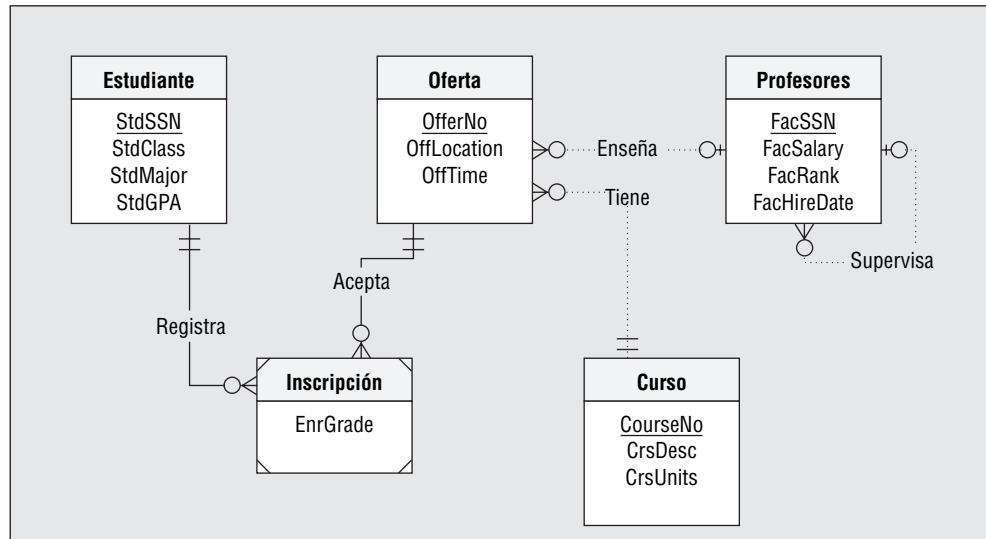 Estudiante
StdSSN
StdClass
StdMajor
StdGPA
Oferta
OfferNo
OffLocation
OffTime
Profesores
FacSSN
FacSalary
FacRank
FacHireDate
Enseña
Tiene
Supervisa
Acepta
Registra
Inscripción
EnrGrade
Curso
CourseNo
CrsDesc
CrsUnits